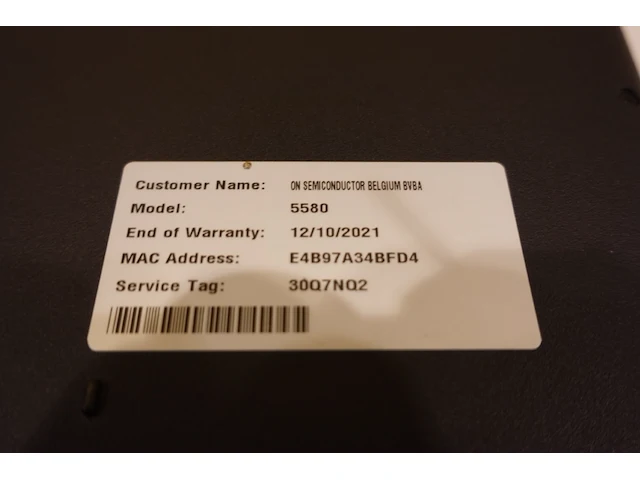 Customer Name: ON SEMICONDUCTOR BELGIUM BVBA
Model: 5580
End of Warranty: 12/10/2021
MAC Address: E4B97A34BFD4
Service Tag: 30Q7NQ2